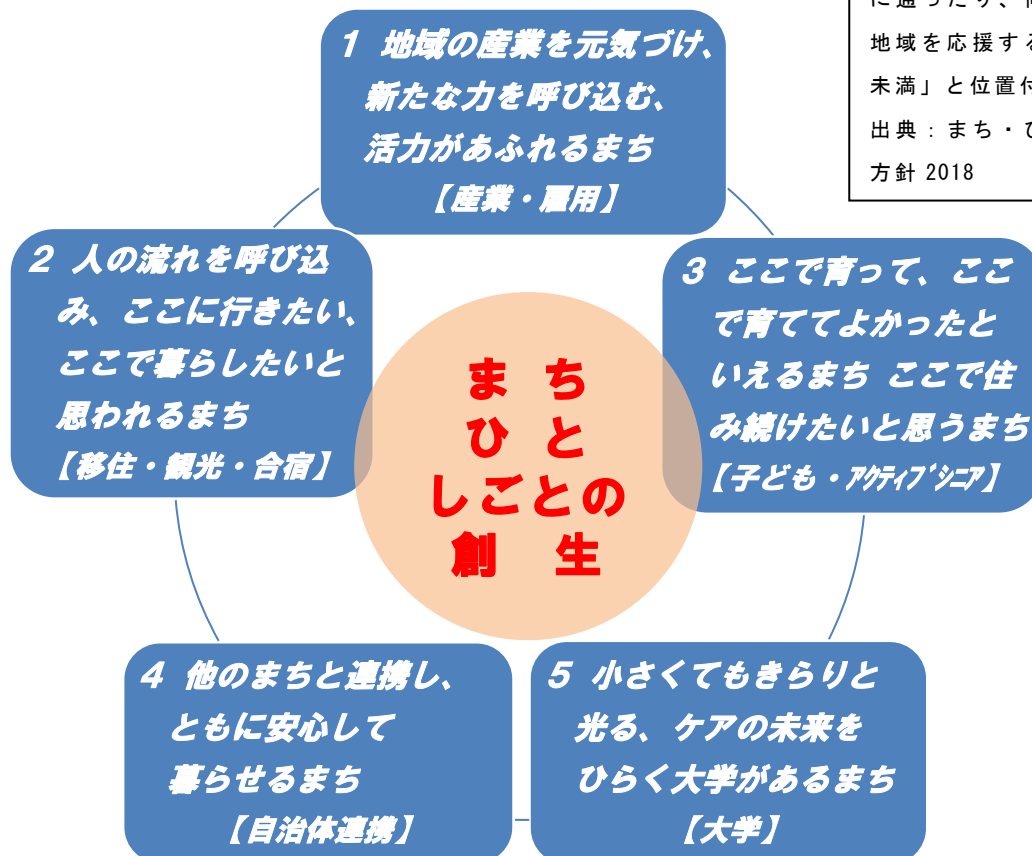 1 地域の産業を元気づけ、
新たな力を呼び込む、
活力があふれるまち
【産業・雇用】
に通ったり、
地域を応援する
未満」と位置付
出典：まち・ひ
方針 2018
2 人の流れを呼び込
み、ここに行きたい、
ここで暮らしたいと
思われるまち
【移住・観光・合宿】
3 ここで育って、ここ
で育ててよかったと
いえるまち ここで住
み続けたいと思うまち
【子ども・アクティブシニア】
まち
ひと
しごとの
創生
4 他のまちと連携し、
ともに安心して
暮らせるまち
【自治体連携】
5 小さくてもきらりと
光る、ケアの未来を
ひらく大学があるまち
【大学】